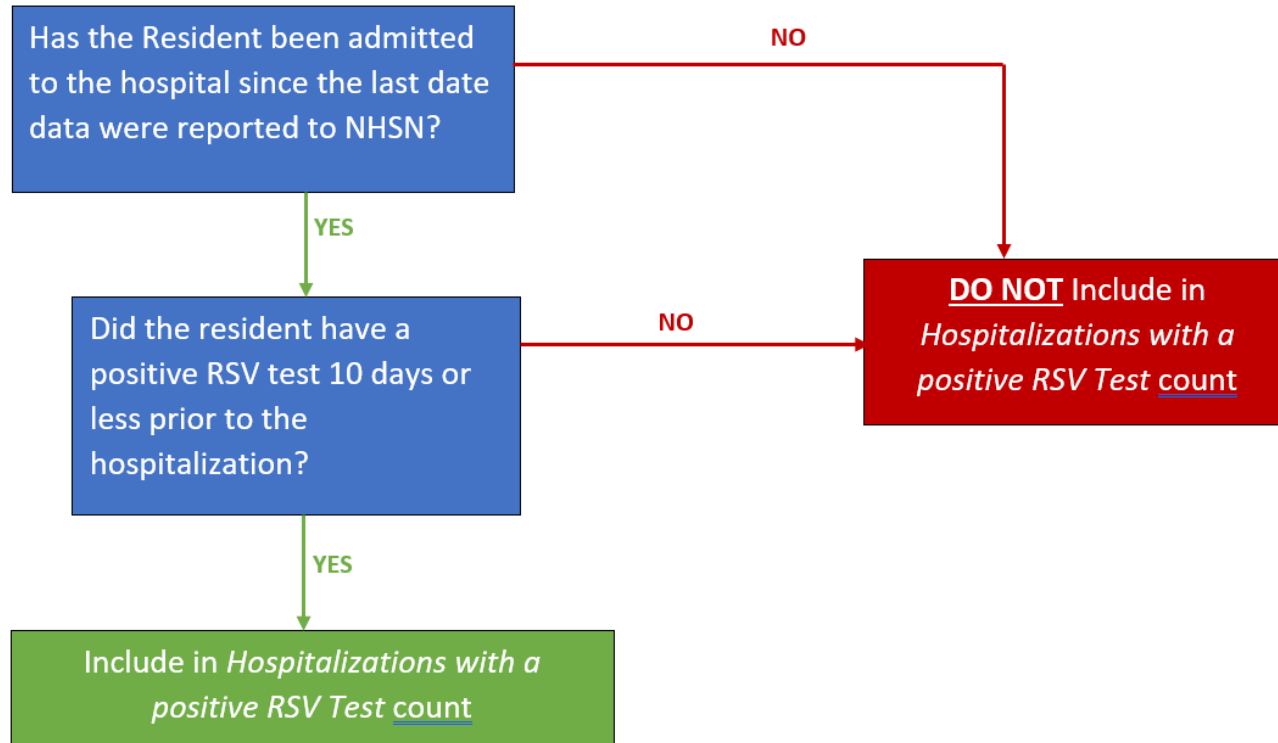 Has the Resident been admitted
to the hospital since the last date
data were reported to NHSN?
NO
YES
Did the resident have a
positive RSV test 10 days or
less prior to the
hospitalization?
NO
DO NOT Include in
Hospitalizations with a
positive RSV Test count
YES
Include in Hospitalizations with a
positive RSV Test count